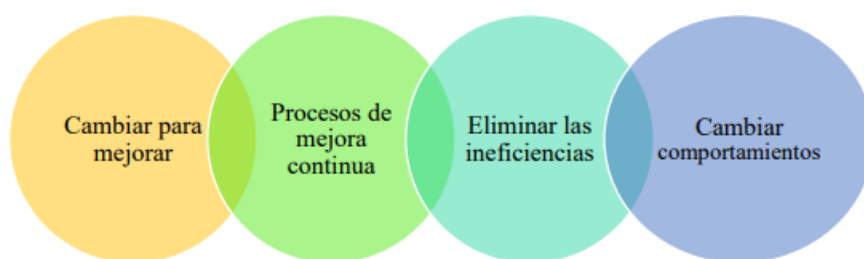 Cambiar para
mejorar
Procesos de
mejora
continua
Eliminar las
ineficiencias
Cambiar
comportamientos